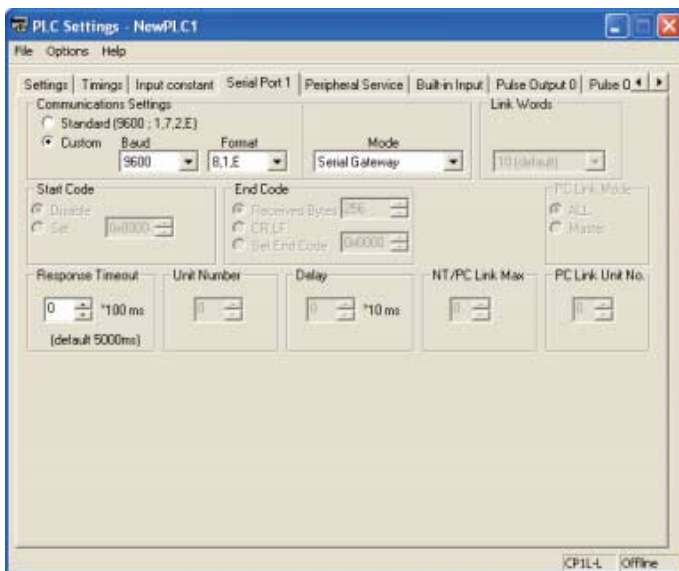 PLC Settings - NewPLC1
File Options Help
Settings Timings Input constant Serial Port 1 Peripheral Service Built-in Input Pulse Output 0 Pulse O
Communications Settings
Link Words
Standard (9600 ; 1,7,2,E)
Custom Baud Format Mode
9600 8,1,E Serial Gateway 10 (default)
Start Code End Code PC Link Mode
Disable Received Bytes 256 ALL
Set 0x0000 CR,LF Master
Set End Code 0x0000
Response Timeout Unit Number Delay NT/PC Link Max PC Link Unit No.
0 *100 ms 0 0 *10 ms 0 0
(default 5000ms)
CP1L-L Offline